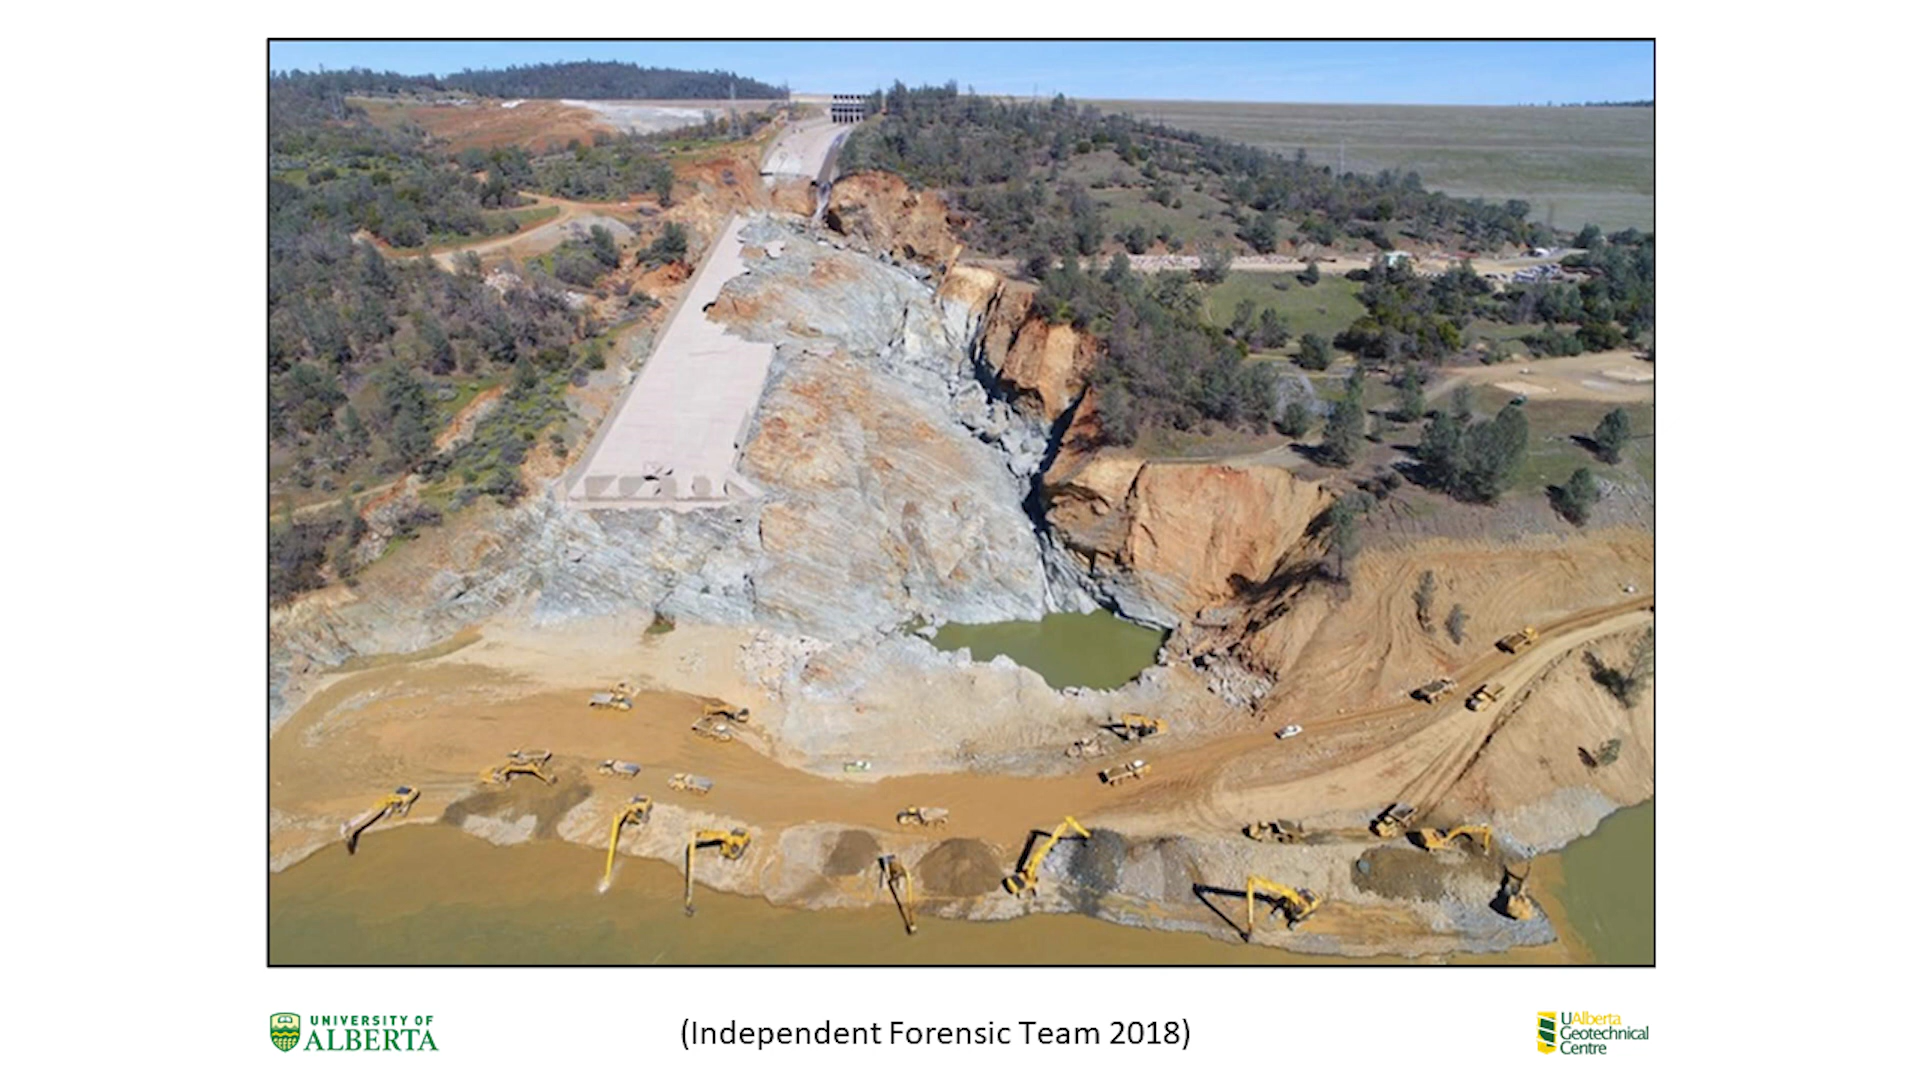 UNIVERSITY OF
ALBERTA
(Independent Forensic Team 2018)
UAlberta
Geotechnical
Centre